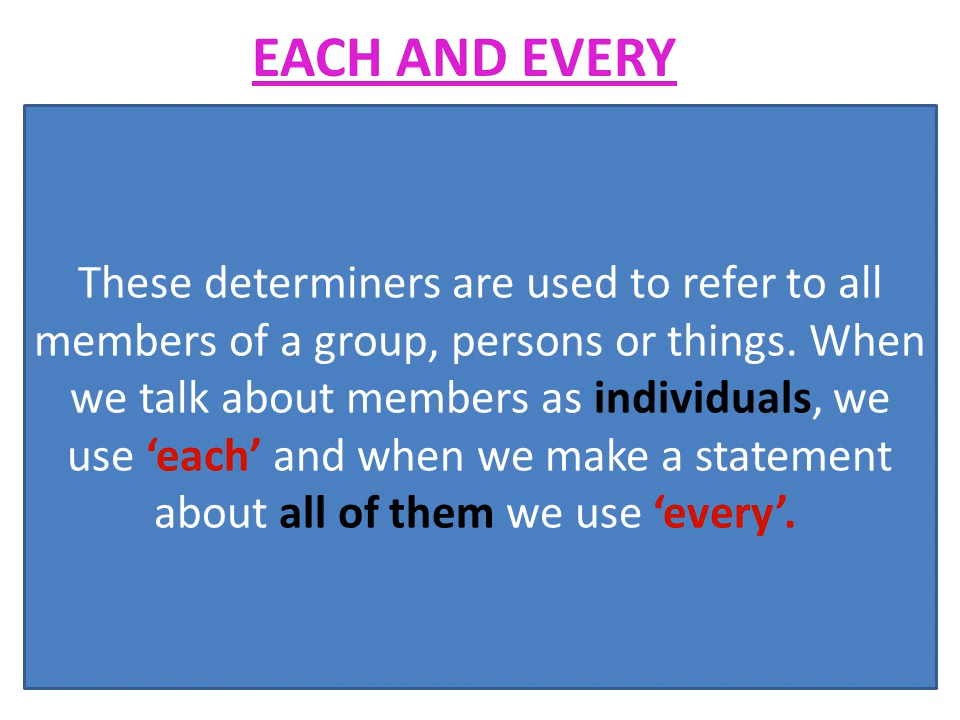 EACH AND EVERY
These determiners are used to refer to all
members of a group, persons or things. When
we talk about members as individuals, we
use ‘each’ and when we make a statement
about all of them we use ‘every’.